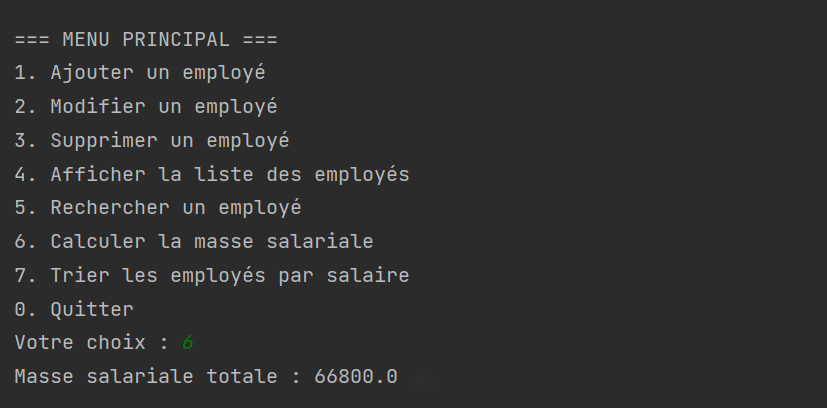 === MENU PRINCIPAL ===
1. Ajouter un employé
2. Modifier un employé
3. Supprimer un employé
4. Afficher la liste des employés
5. Rechercher un employé
6. Calculer la masse salariale
7. Trier les employés par salaire
0. Quitter
Votre choix : 6
Masse salariale totale : 66800.0